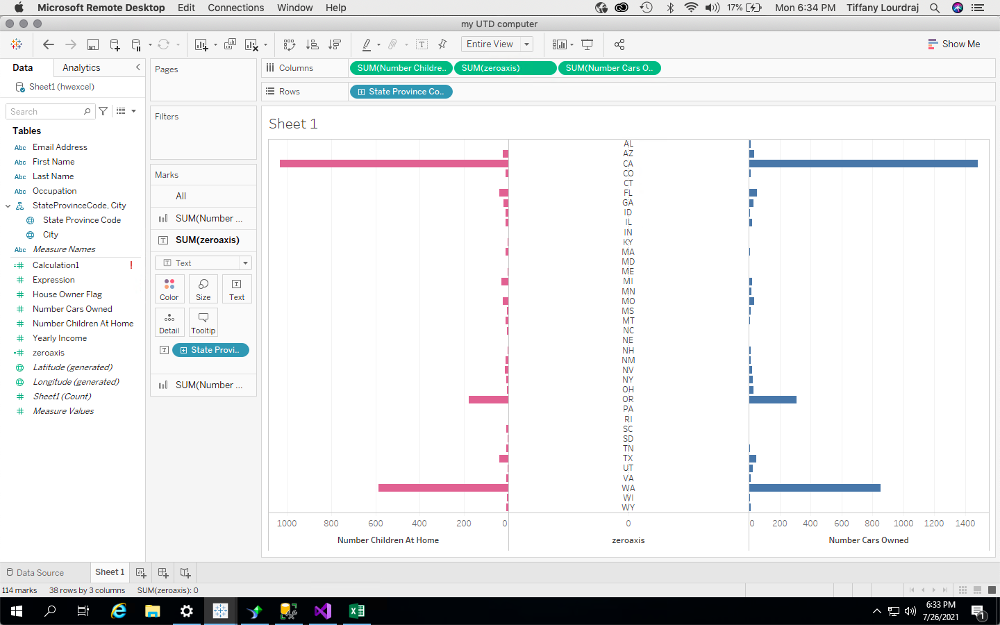 Microsoft Remote Desktop Edit Connections Window Help 17% Mon 6:34 PM Tiffany Lourdraj
my UTD computer
Entire View Show Me
Data Analytics
Sheet1 (hwexcel)
Search
Tables
Abc Email Address
Abc First Name
Abc Last Name
Abc Occupation
StateProvinceCode, City
State Province Code
City
Abc Measure Names
=# Calculation1 !
# Expression
# House Owner Flag
# Number Cars Owned
# Number Children At Home
# Yearly Income
=# zeroaxis
Latitude (generated)
Longitude (generated)
# Sheet1 (Count)
# Measure Values
Pages
Filters
Marks
All
SUM(Number ...
T SUM(zeroaxis)
T Text
Color Size T Text
Detail Tooltip
T State Provi..
SUM(Number ...
Columns SUM(Number Childre.. SUM(zeroaxis) SUM(Number Cars O..
Rows State Province Co..
Sheet 1
AL
AZ
CA
CO
CT
FL
GA
ID
IL
IN
KY
MA
MD
ME
MI
MN
MO
MS
MT
NC
NE
NH
NM
NV
NY
OH
OR
PA
RI
SC
SD
TN
TX
UT
VA
WA
WI
WY
1000 800 600 400 200 0 0 0 200 400 600 800 1000 1200 1400
Number Children At Home zeroaxis Number Cars Owned
Data Source Sheet 1
114 marks 38 rows by 3 columns SUM(zeroaxis): 0
6:33 PM
7/26/2021
1